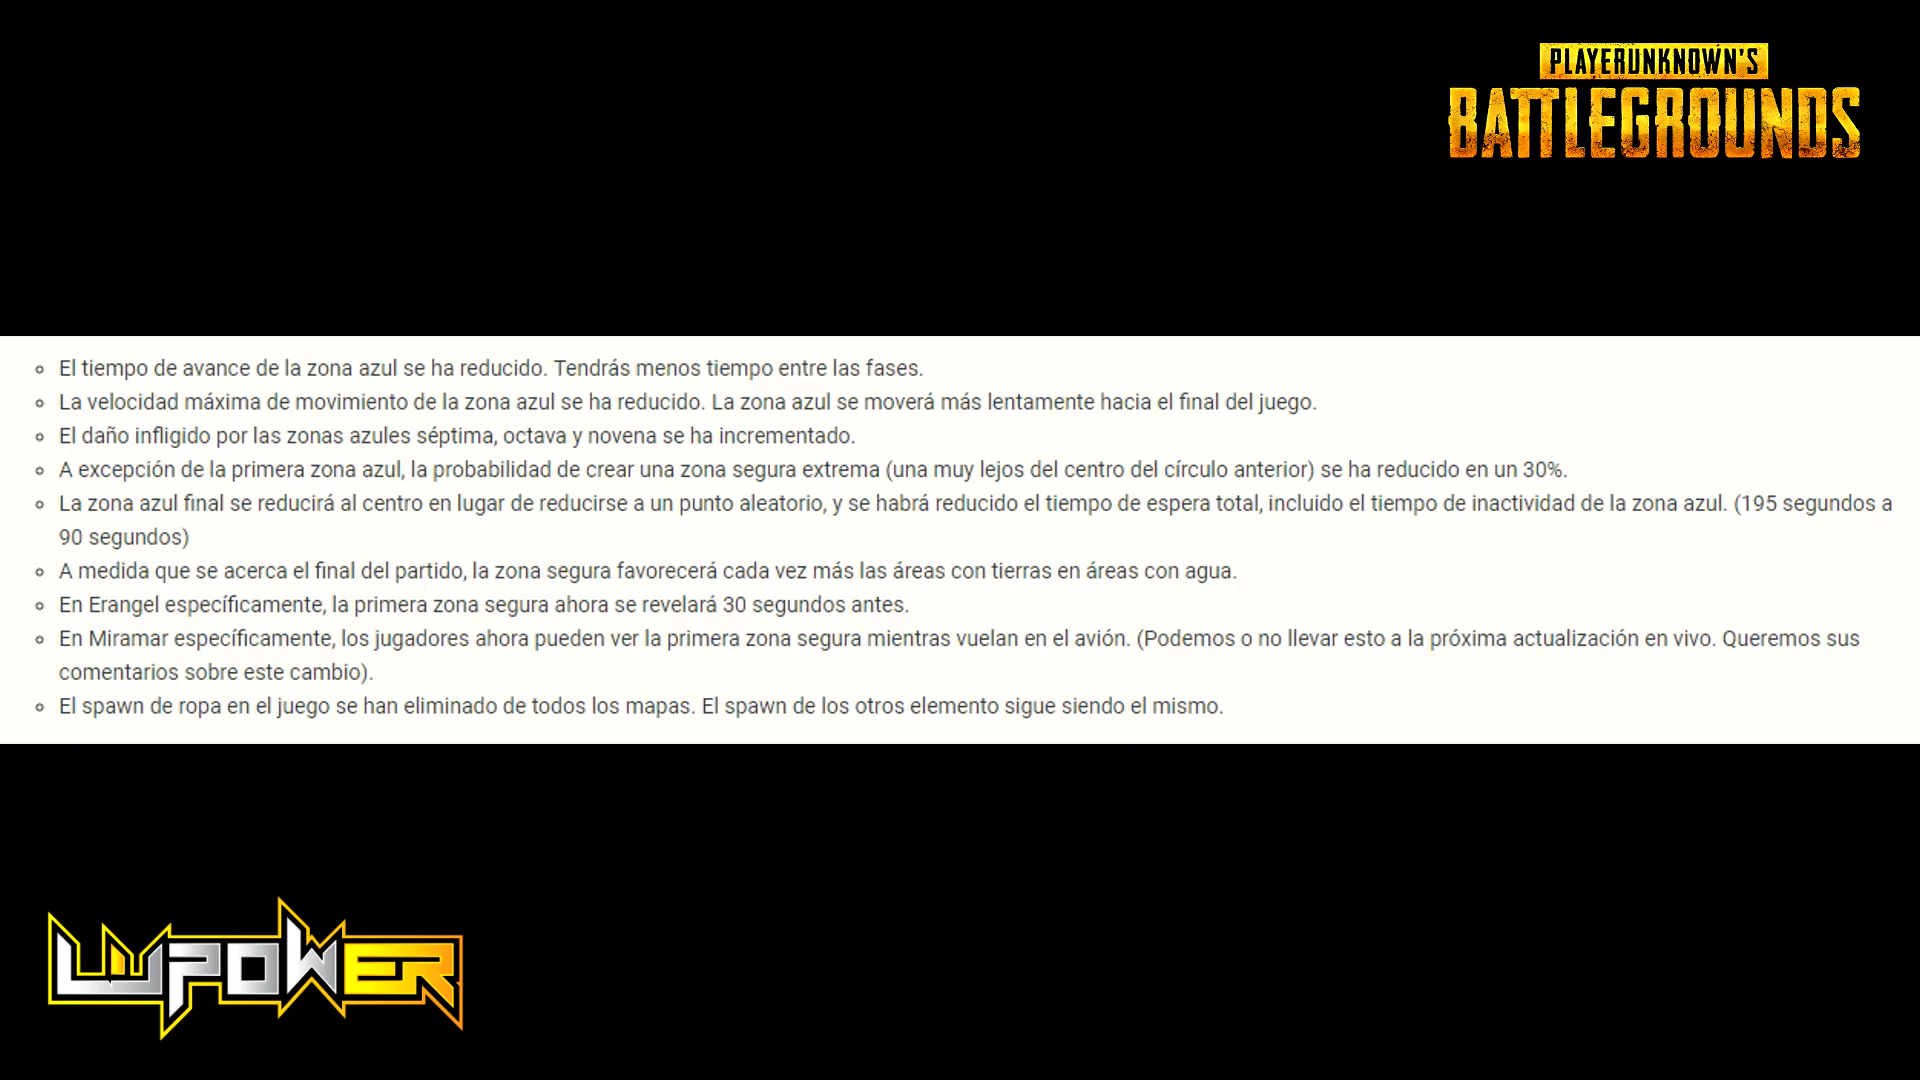 PLAYERUNKNOWN'S
BATTLEGROUNDS
El tiempo de avance de la zona azul se ha reducido. Tendrás menos tiempo entre las fases.
La velocidad máxima de movimiento de la zona azul se ha reducido. La zona azul se moverá más lentamente hacia el final del juego.
El daño infligido por las zonas azules séptima, octava y novena se ha incrementado.
A excepción de la primera zona azul, la probabilidad de crear una zona segura extrema (una muy lejos del centro del círculo anterior) se ha reducido en un 30%.
La zona azul final se reducirá al centro en lugar de reducirse a un punto aleatorio, y se habrá reducido el tiempo de espera total, incluido el tiempo de inactividad de la zona azul. (195 segundos a
90 segundos)
A medida que se acerca el final del partido, la zona segura favorecerá cada vez más las áreas con tierras en áreas con agua.
En Erangel específicamente, la primera zona segura ahora se revelará 30 segundos antes.
En Miramar específicamente, los jugadores ahora pueden ver la primera zona segura mientras vuelan en el avión. (Podemos o no llevar esto a la próxima actualización en vivo. Queremos sus
comentarios sobre este cambio).
El spawn de ropa en el juego se han eliminado de todos los mapas. El spawn de los otros elemento sigue siendo el mismo.
LUPOWER